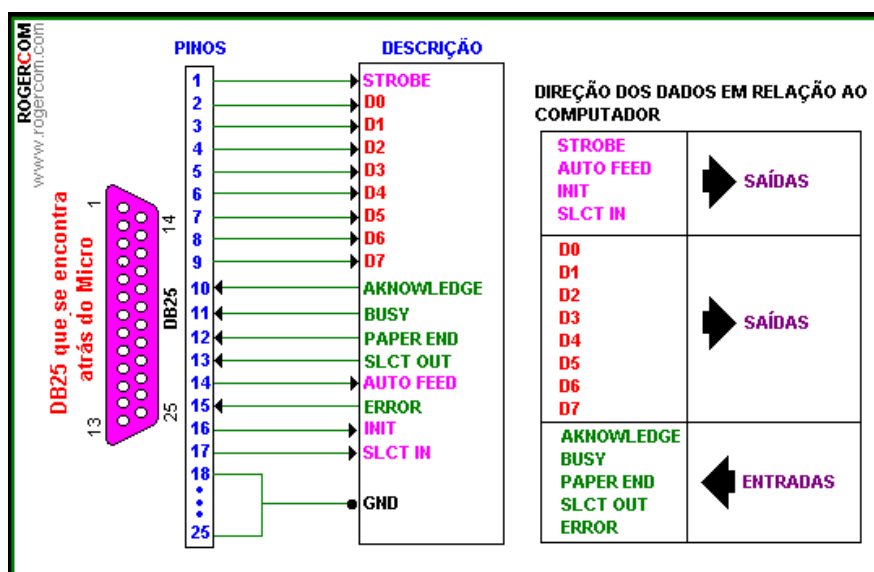 ROGERCOM
www.rogercom.com
DB25 que se encontra
atrás do Micro
1
14
13
25
DB25
PINOS
DESCRIÇÃO
1 STROBE
2 D0
3 D1
4 D2
5 D3
6 D4
7 D5
8 D6
9 D7
10 AKNOWLEDGE
11 BUSY
12 PAPER END
13 SLCT OUT
14 AUTO FEED
15 ERROR
16 INIT
17 SLCT IN
18
25
GND
DIREÇÃO DOS DADOS EM RELAÇÃO AO
COMPUTADOR
STROBE
AUTO FEED
INIT
SLCT IN
SAÍDAS
D0
D1
D2
D3
D4
D5
D6
D7
SAÍDAS
AKNOWLEDGE
BUSY
PAPER END
SLCT OUT
ERROR
ENTRADAS